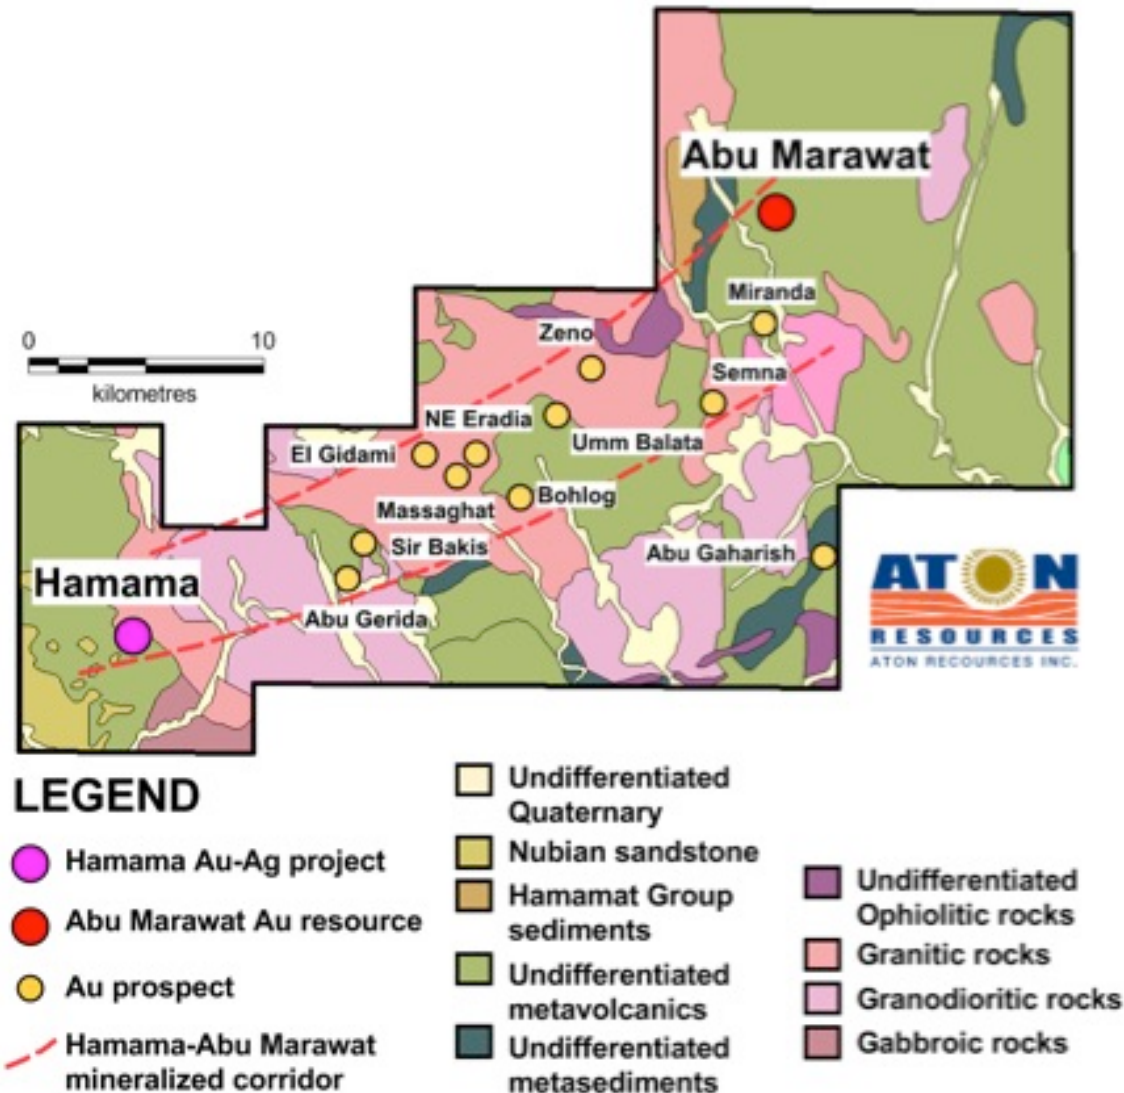 Abu Marawat
Miranda
0 10
kilometres
Zeno
Semna
NE Eradia
Umm Balata
El Gidami
Bohlog
Massaghat
Sir Bakis
Abu Gaharish
Hamama
Abu Gerida
ATON
RESOURCES
ATON RECOURCES INC.
LEGEND
Hamama Au-Ag project
Abu Marawat Au resource
Au prospect
Hamama-Abu Marawat
mineralized corridor
Undifferentiated
Quaternary
Nubian sandstone
Hamamat Group
sediments
Undifferentiated
metavolcanics
Undifferentiated
metasediments
Undifferentiated
Ophiolitic rocks
Granitic rocks
Granodioritic rocks
Gabbroic rocks